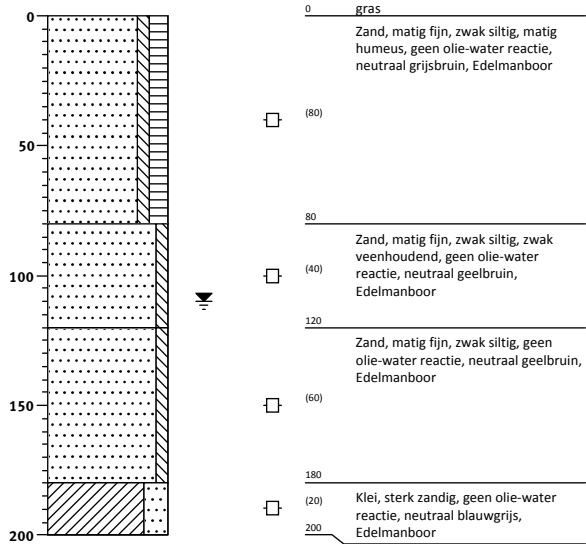 0
50
100
150
200
0 gras
Zand, matig fijn, zwak siltig, matig
humeus, geen olie-water reactie,
neutraal grijsbruin, Edelmanboor
(80)
80
Zand, matig fijn, zwak siltig, zwak
veenhoudend, geen olie-water
reactie, neutraal geelbruin,
Edelmanboor
(40)
120
Zand, matig fijn, zwak siltig, geen
olie-water reactie, neutraal geelbruin,
Edelmanboor
(60)
180
Klei, sterk zandig, geen olie-water
reactie, neutraal blauwgrijs,
Edelmanboor
(20)
200